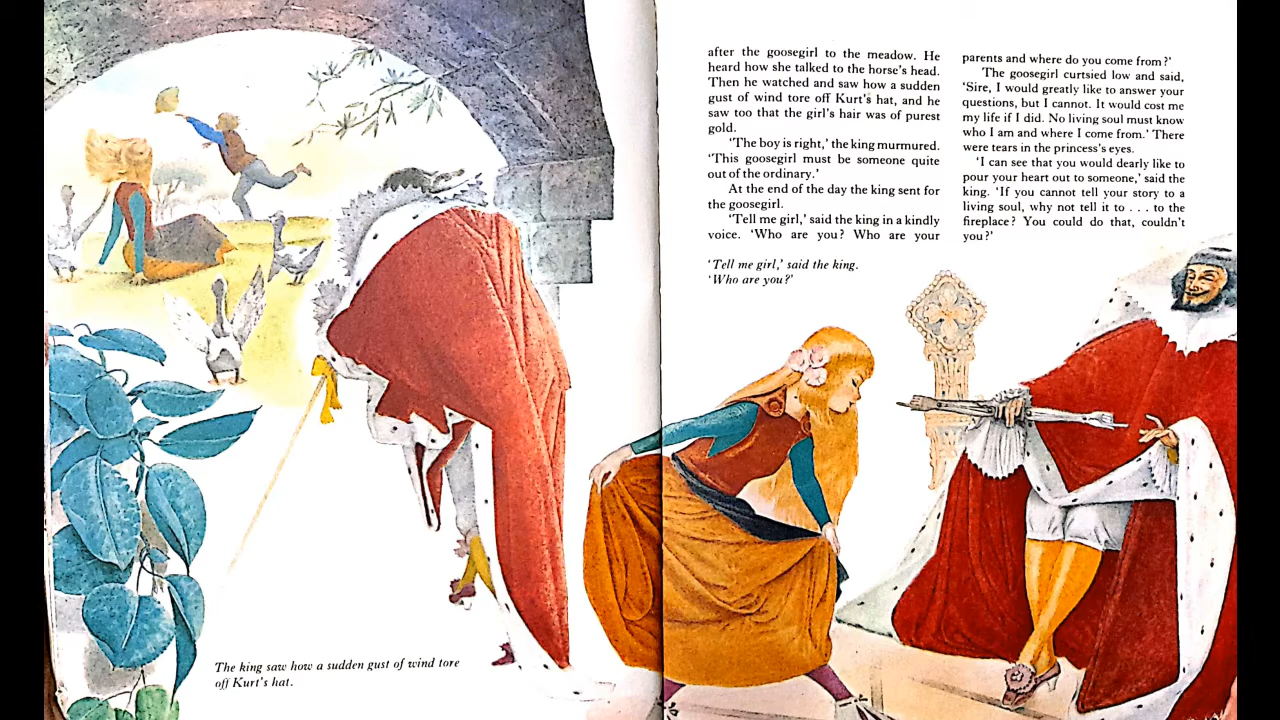 after the goosegirl to the meadow. He
heard how she talked to the horse's head.
Then he watched and saw how a sudden
gust of wind tore off Kurt's hat, and he
saw too that the girl's hair was of purest
gold.
'The boy is right,' the king murmured.
'This goosegirl must be someone quite
out of the ordinary.'
At the end of the day the king sent for
the goosegirl.
'Tell me girl,' said the king in a kindly
voice. 'Who are you? Who are your
parents and where do you come from?'
The goosegirl curtsied low and said,
'Sire, I would greatly like to answer your
questions, but I cannot. It would cost me
my life if I did. No living soul must know
who I am and where I come from.' There
were tears in the princess's eyes.
'I can see that you would dearly like to
pour your heart out to someone,' said the
king. 'If you cannot tell your story to a
living soul, why not tell it to . . . to the
fireplace? You could do that, couldn't
you?'
'Tell me girl,' said the king.
'Who are you?'
The king saw how a sudden gust of wind tore
off Kurt's hat.